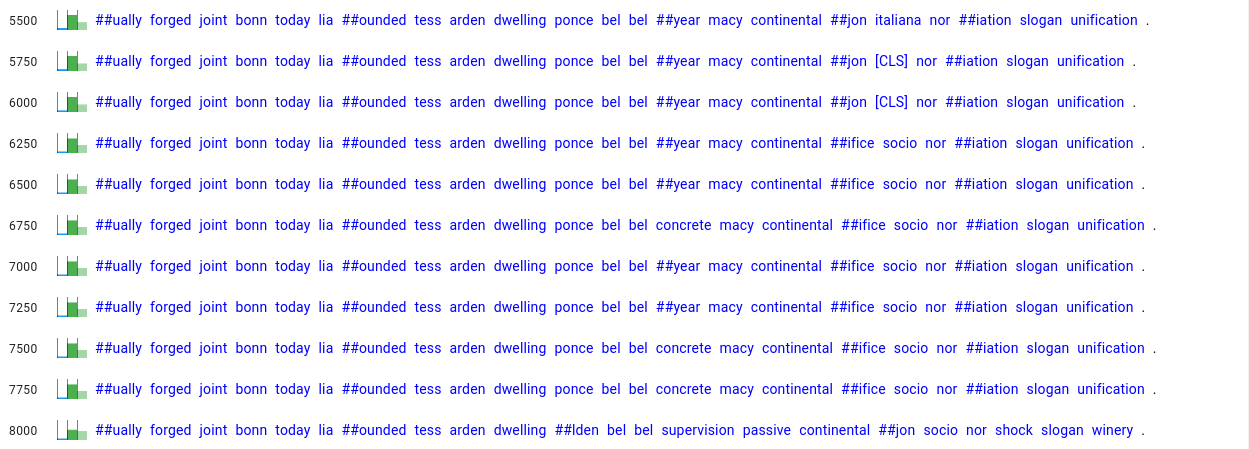 5500 ##ually forged joint bonn today lia ##ounded tess arden dwelling ponce bel bel ##year macy continental ##jon italiana nor ##iation slogan unification .
5750 ##ually forged joint bonn today lia ##ounded tess arden dwelling ponce bel bel ##year macy continental ##jon [CLS] nor ##iation slogan unification .
6000 ##ually forged joint bonn today lia ##ounded tess arden dwelling ponce bel bel ##year macy continental ##jon [CLS] nor ##iation slogan unification .
6250 ##ually forged joint bonn today lia ##ounded tess arden dwelling ponce bel bel ##year macy continental ##ifice socio nor ##iation slogan unification .
6500 ##ually forged joint bonn today lia ##ounded tess arden dwelling ponce bel bel ##year macy continental ##ifice socio nor ##iation slogan unification .
6750 ##ually forged joint bonn today lia ##ounded tess arden dwelling ponce bel bel concrete macy continental ##ifice socio nor ##iation slogan unification .
7000 ##ually forged joint bonn today lia ##ounded tess arden dwelling ponce bel bel ##year macy continental ##ifice socio nor ##iation slogan unification .
7250 ##ually forged joint bonn today lia ##ounded tess arden dwelling ponce bel bel ##year macy continental ##ifice socio nor ##iation slogan unification .
7500 ##ually forged joint bonn today lia ##ounded tess arden dwelling ponce bel bel concrete macy continental ##ifice socio nor ##iation slogan unification .
7750 ##ually forged joint bonn today lia ##ounded tess arden dwelling ponce bel bel concrete macy continental ##ifice socio nor ##iation slogan unification .
8000 ##ually forged joint bonn today lia ##ounded tess arden dwelling ##lden bel bel supervision passive continental ##jon socio nor shock slogan winery .